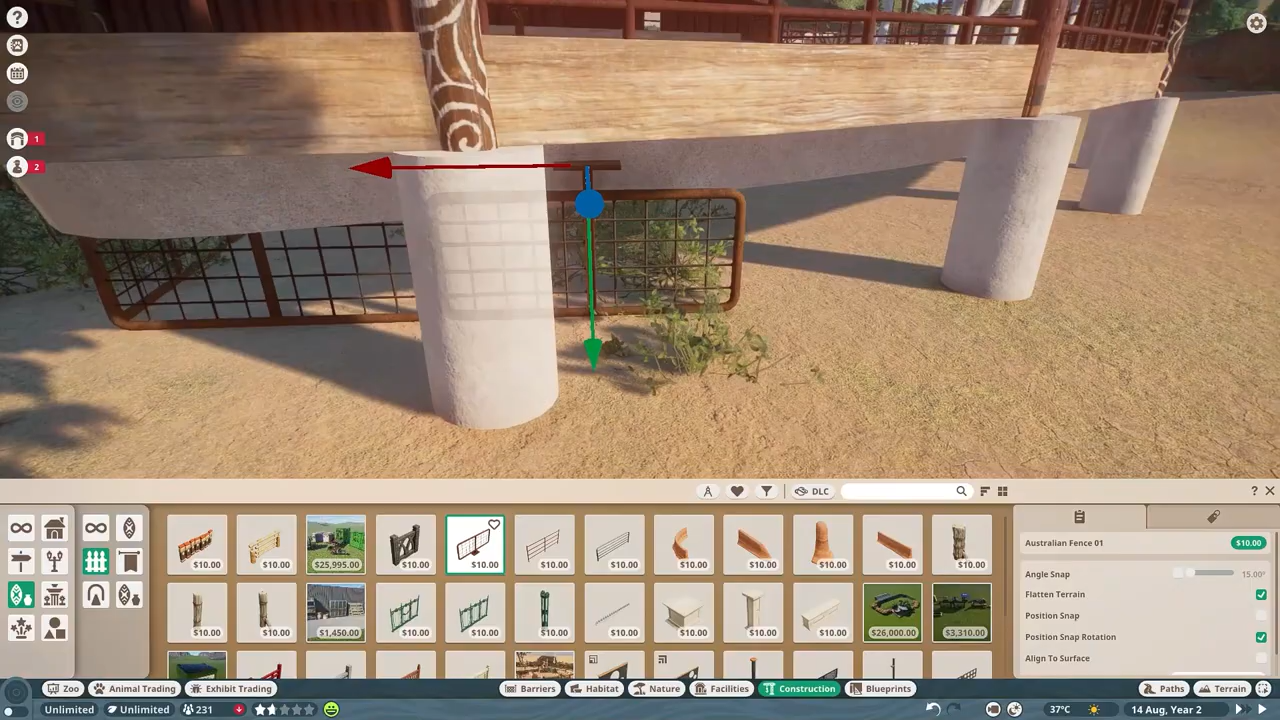 ?
1
2
DLC
? ×
$10.00 $10.00 $25,995.00 $10.00 $10.00 $10.00 $10.00 $10.00 $10.00 $10.00 $10.00 $10.00
$10.00 $10.00 $1,450.00 $10.00 $10.00 $10.00 $10.00 $10.00 $10.00 $10.00 $26,000.00 $3,310.00
Australian Fence 01 $10.00
Angle Snap 15.00°
Flatten Terrain
Position Snap
Position Snap Rotation
Align To Surface
Zoo Animal Trading Exhibit Trading Barriers Habitat Nature Facilities Construction Blueprints Paths Terrain
Unlimited Unlimited 231 37°C 14 Aug, Year 2